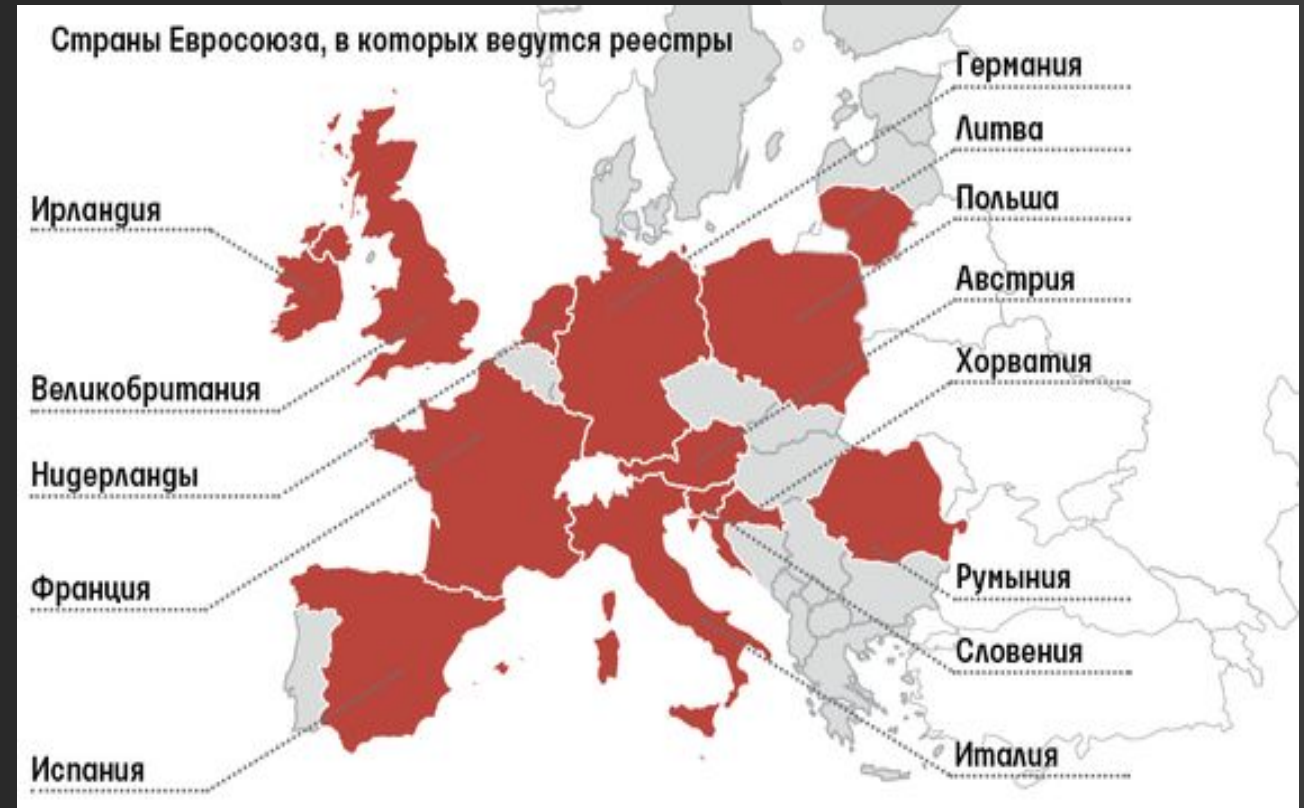 Страны Евросоюза, в которых ведутся реестры
Ирландия
Великобритания
Нидерланды
Франция
Испания
Германия
Литва
Польша
Австрия
Хорватия
Румыния
Словения
Италия